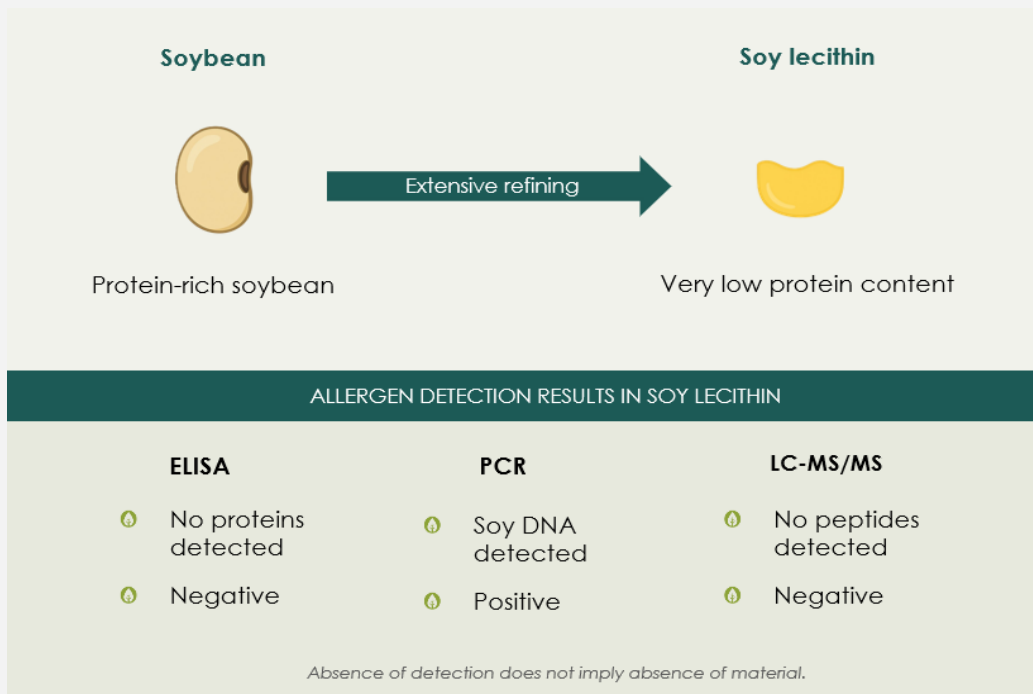 Soybean
Soy lecithin
Extensive refining
Protein-rich soybean
Very low protein content
ALLERGEN DETECTION RESULTS IN SOY LECITHIN
ELISA
No proteins
detected
Negative
PCR
Soy DNA
detected
Positive
LC-MS/MS
No peptides
detected
Negative
Absence of detection does not imply absence of material.